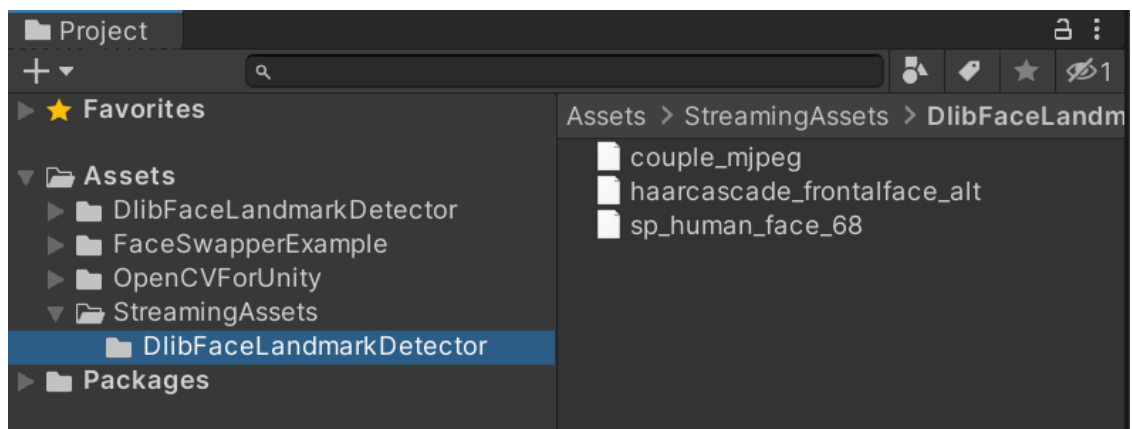 Project
1
Favorites
Assets > StreamingAssets > DlibFaceLandm
Assets
couple_mjpeg
DlibFaceLandmarkDetector
haarcascade_frontalface_alt
FaceSwapperExample
sp_human_face_68
OpenCVForUnity
StreamingAssets
DlibFaceLandmarkDetector
Packages